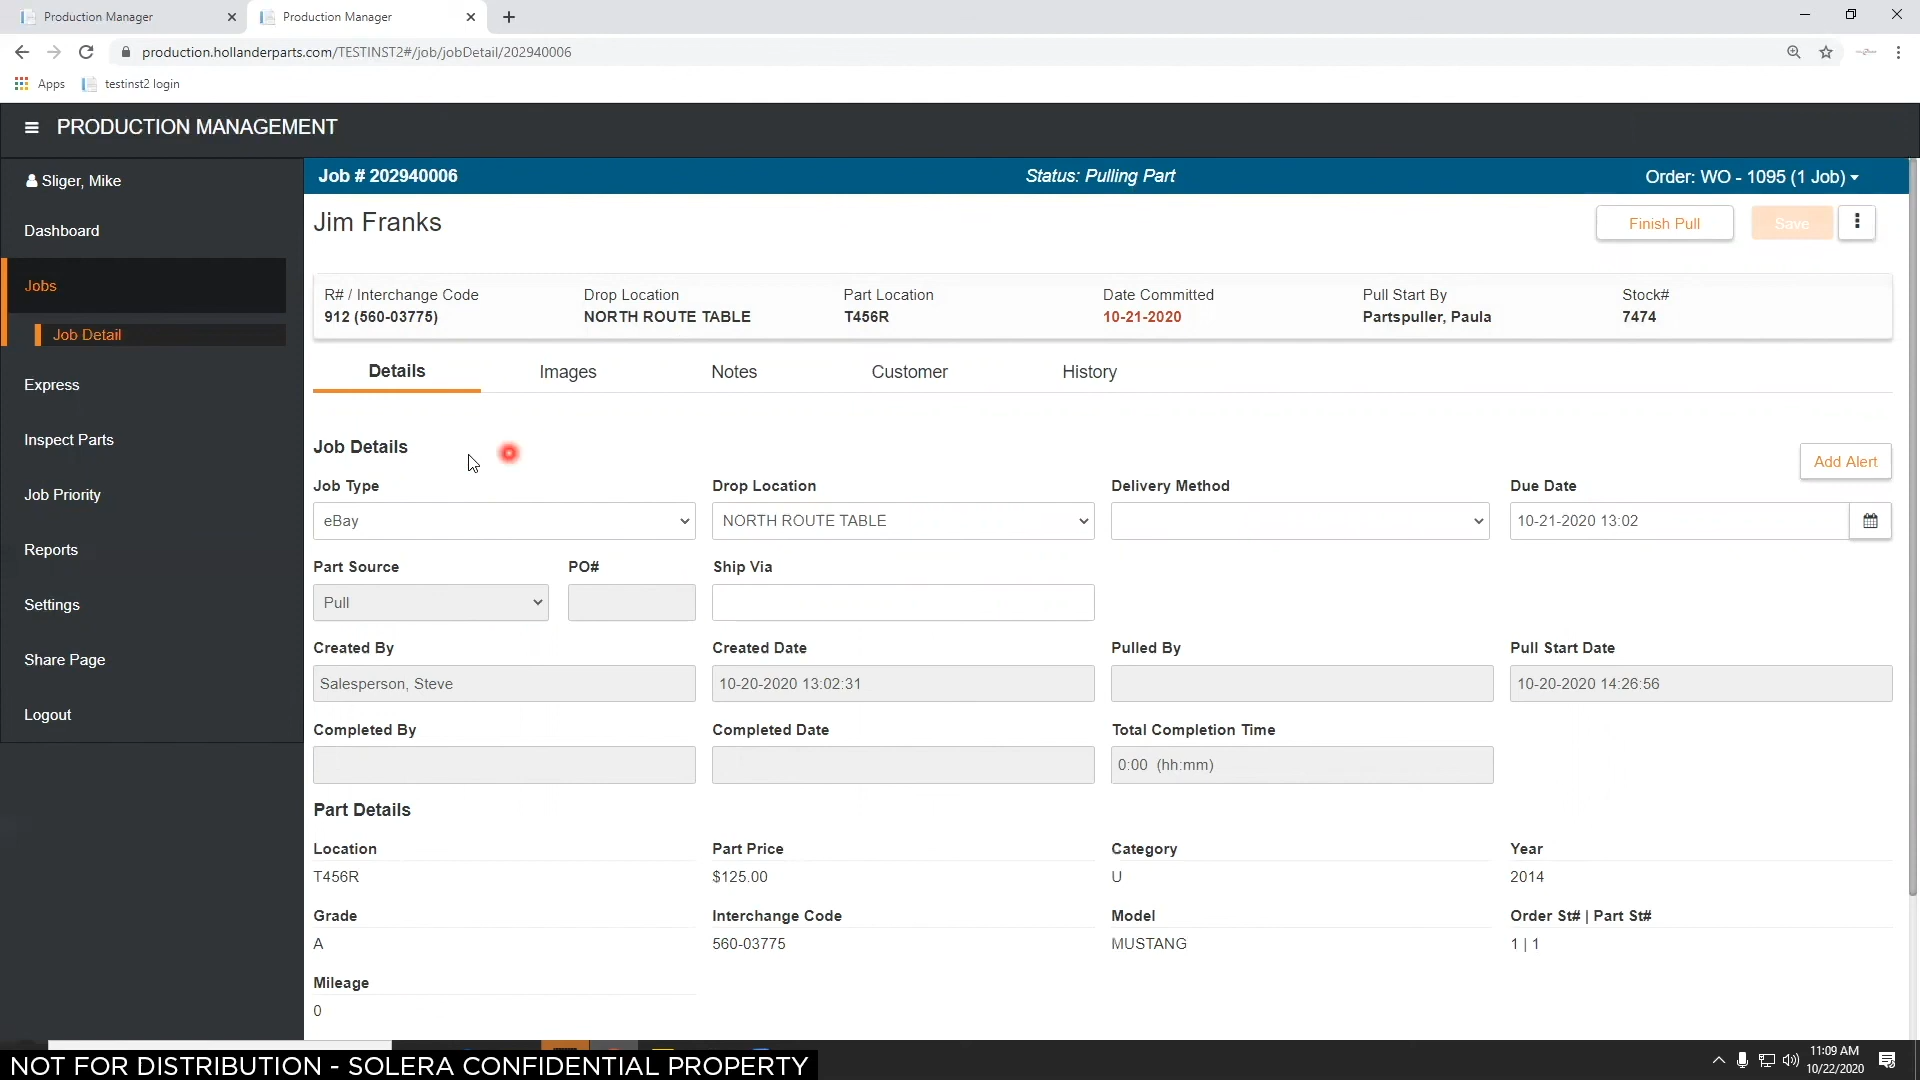 Production Manager
Production Manager
production.hollanderparts.com/TESTINST2#/job/jobDetail/202940006
Apps
testinst2 login
PRODUCTION MANAGEMENT
Sliger, Mike
Dashboard
Jobs
Job Detail
Express
Inspect Parts
Job Priority
Reports
Settings
Share Page
Logout
Job # 202940006
Status: Pulling Part
Order: WO - 1095 (1 Job)
Jim Franks
Finish Pull
Save
R# / Interchange Code
Drop Location
Part Location
Date Committed
Pull Start By
Stock#
912 (560-03775)
NORTH ROUTE TABLE
T456R
10-21-2020
Partspuller, Paula
7474
Details
Images
Notes
Customer
History
Job Details
Add Alert
Job Type
Drop Location
Delivery Method
Due Date
eBay
NORTH ROUTE TABLE
10-21-2020 13:02
Part Source
PO#
Ship Via
Pull
Created By
Created Date
Pulled By
Pull Start Date
Salesperson, Steve
10-20-2020 13:02:31
10-20-2020 14:26:56
Completed By
Completed Date
Total Completion Time
0:00 (hh:mm)
Part Details
Location
Part Price
Category
Year
T456R
$125.00
U
2014
Grade
Interchange Code
Model
Order St# | Part St#
A
560-03775
MUSTANG
1 | 1
Mileage
0
NOT FOR DISTRIBUTION - SOLERA CONFIDENTIAL PROPERTY
11:09 AM
10/22/2020